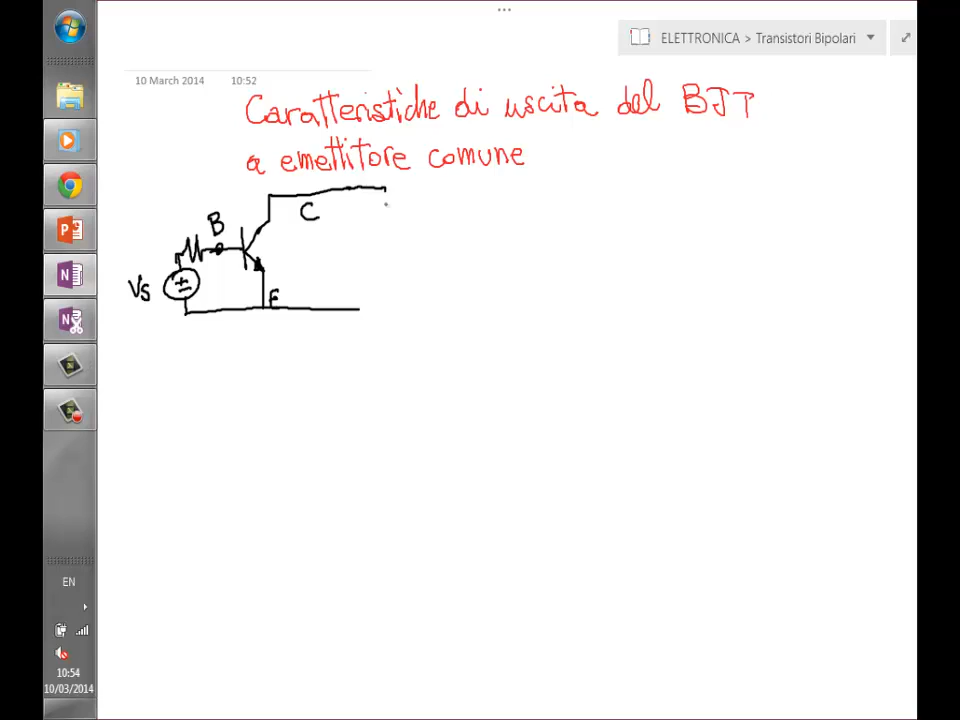 ELETTRONICA > Transistori Bipolari
10 March 2014 10:52
Caratteristiche di uscita del BJT
a emettitore comune
B
C
Vs
±
E
EN
10:54
10/03/2014